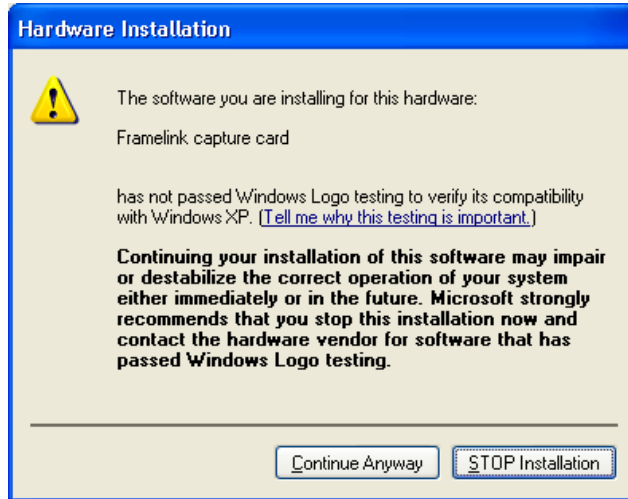 Hardware Installation
The software you are installing for this hardware:
Framelink capture card
has not passed Windows Logo testing to verify its compatibility
with Windows XP. (Tell me why this testing is important.)
Continuing your installation of this software may impair
or destabilize the correct operation of your system
either immediately or in the future. Microsoft strongly
recommends that you stop this installation now and
contact the hardware vendor for software that has
passed Windows Logo testing.
Continue Anyway
STOP Installation